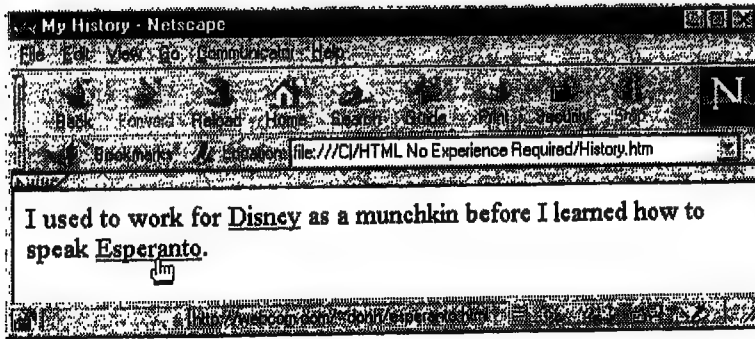 My History - Netscape
File Edit View Go Communicator Help
Back Forward Reload Home Search Guide Print Security Stop
N
Bookmarks Location: file:///C|/HTML No Experience Required/History.htm
I used to work for Disney as a munchkin before I learned how to
speak Esperanto.